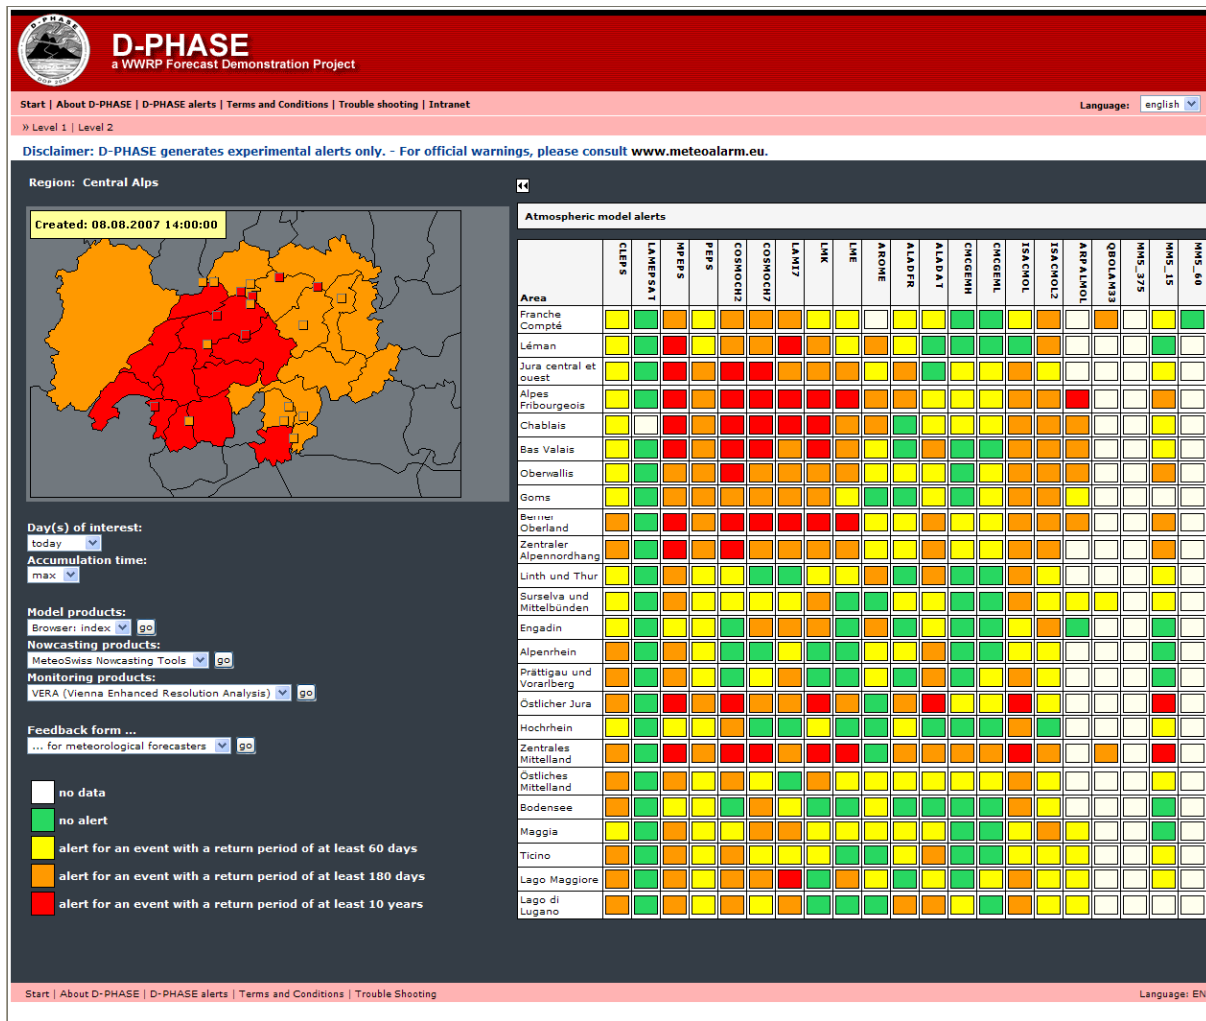 D-PHASE
DOP 2007
D-PHASE
a WWRP Forecast Demonstration Project
Start | About D-PHASE | D-PHASE alerts | Terms and Conditions | Trouble shooting | Intranet
Language: english
» Level 1 | Level 2
Disclaimer: D-PHASE generates experimental alerts only. - For official warnings, please consult www.meteoalarm.eu.
Region: Central Alps
Created: 08.08.2007 14:00:00
Day(s) of interest:
today
Accumulation time:
max
Model products:
Browser: index go
Nowcasting products:
MeteoSwiss Nowcasting Tools go
Monitoring products:
VERA (Vienna Enhanced Resolution Analysis) go
Feedback form ...
... for meteorological forecasters go
no data
no alert
alert for an event with a return period of at least 60 days
alert for an event with a return period of at least 180 days
alert for an event with a return period of at least 10 years
Atmospheric model alerts
Area
CLEPS
LAMEPSAT
MPEPS
PEPS
COSMOCH2
COSMOCH7
LAMI7
LMK
LME
AROME
ALADFR
ALADAT
CMCGEMH
CMCGEML
ISACMOL
ISACMOL2
ARPALMOL
QBOLAM33
MM5_375
MM5_15
MM5_60
Franche
Compté
Léman
Jura central et
ouest
Alpes
Fribourgeois
Chablais
Bas Valais
Oberwallis
Goms
Berner
Oberland
Zentraler
Alpennordhang
Linth und Thur
Surselva und
Mittelbünden
Engadin
Alpenrhein
Prättigau und
Vorarlberg
Östlicher Jura
Hochrhein
Zentrales
Mittelland
Östliches
Mittelland
Bodensee
Maggia
Ticino
Lago Maggiore
Lago di
Lugano
Start | About D-PHASE | D-PHASE alerts | Terms and Conditions | Trouble Shooting
Language: EN